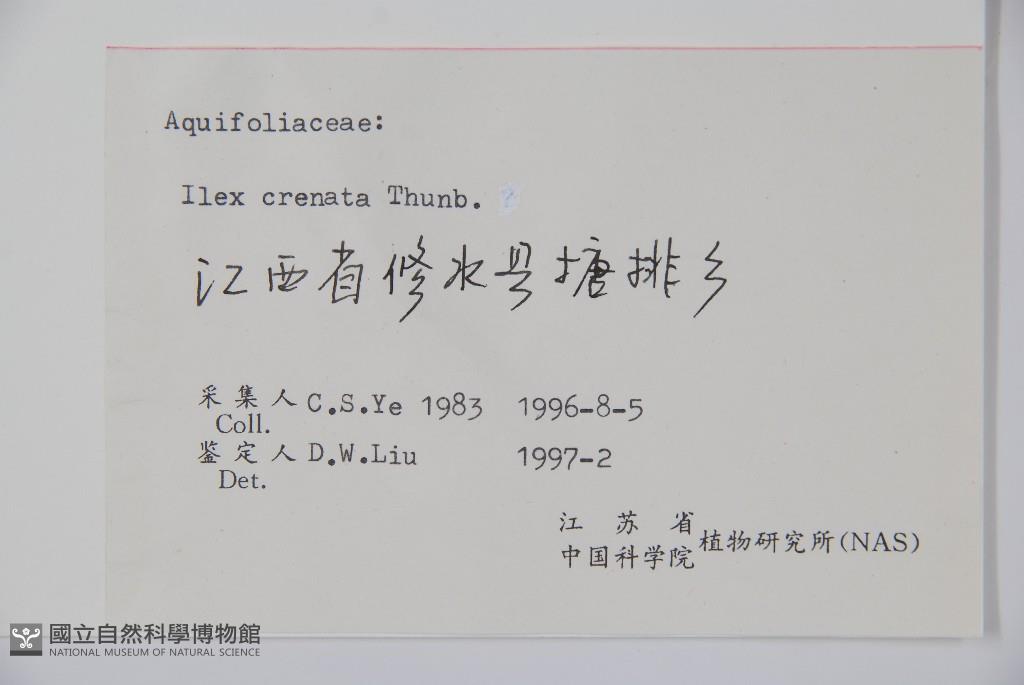 Aquifoliaceae:
Ilex crenata Thunb. ?
江西省修水县搪排乡
采集人 C.S.Ye 1983 1996-8-5
Coll.
鉴定人 D.W.Liu 1997-2
Det.
江苏省
中国科学院 植物研究所(NAS)
國立自然科學博物館
NATIONAL MUSEUM OF NATURAL SCIENCE